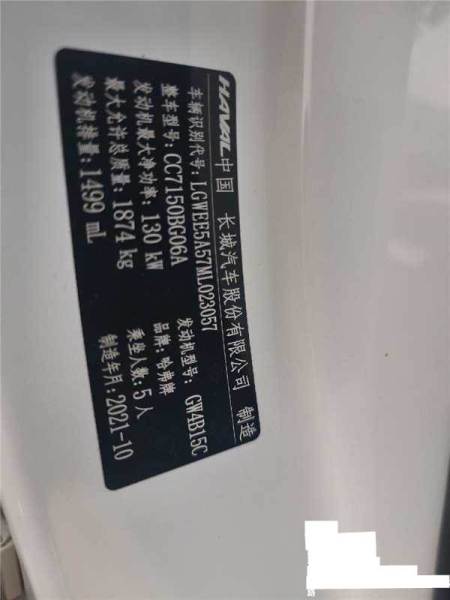 HAVAL 中国 长城汽车股份有限公司 制造
车辆识别代号: LGWEE5A57ML023057
整车型号: CC7150BG06A 发动机型号: GW4B15C
发动机最大净功率: 130 kW 品牌: 哈弗牌
最大允许总质量: 1874 kg 乘坐人数: 5 人
发动机排量: 1499 mL 制造年月: 2021-10